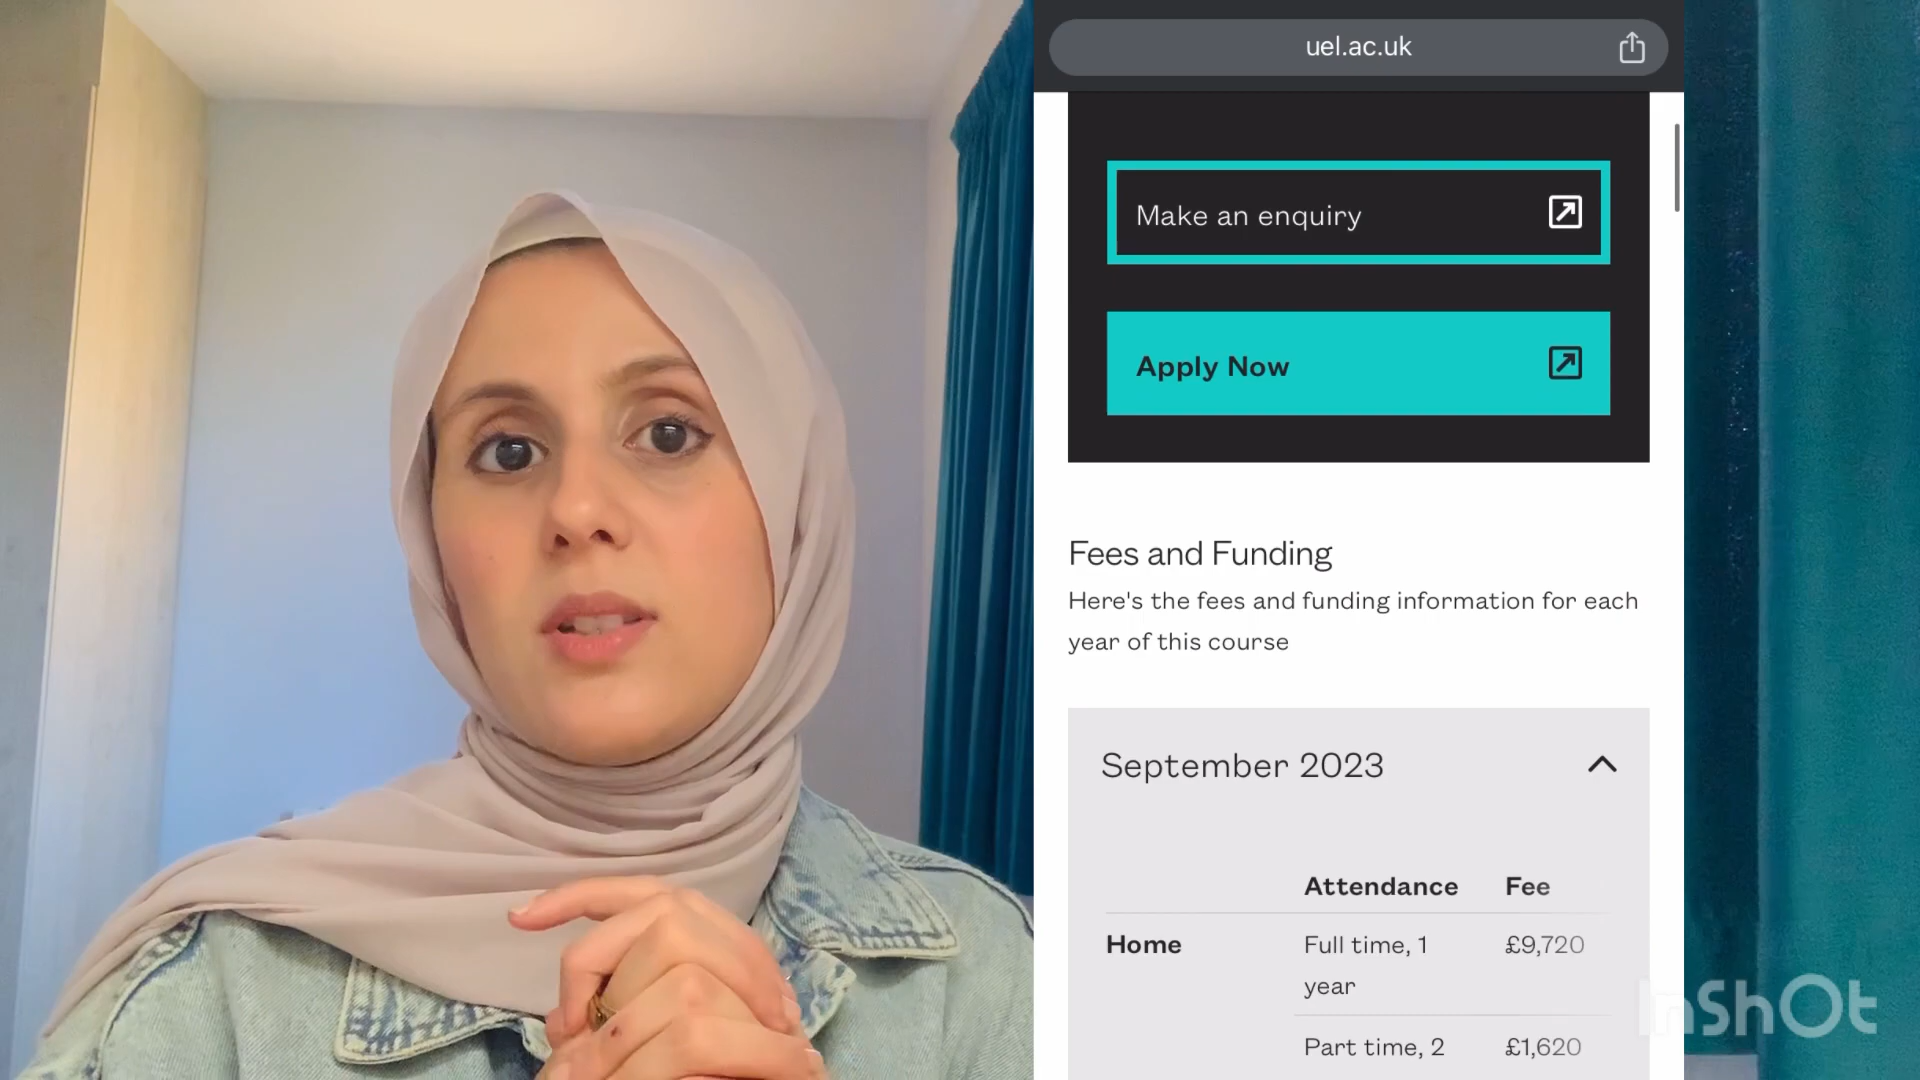 uel.ac.uk
Make an enquiry
Apply Now
Fees and Funding
Here's the fees and funding information for each
year of this course
September 2023
Attendance Fee
Home Full time, 1 £9,720
year
Part time, 2 £1,620
InShOt